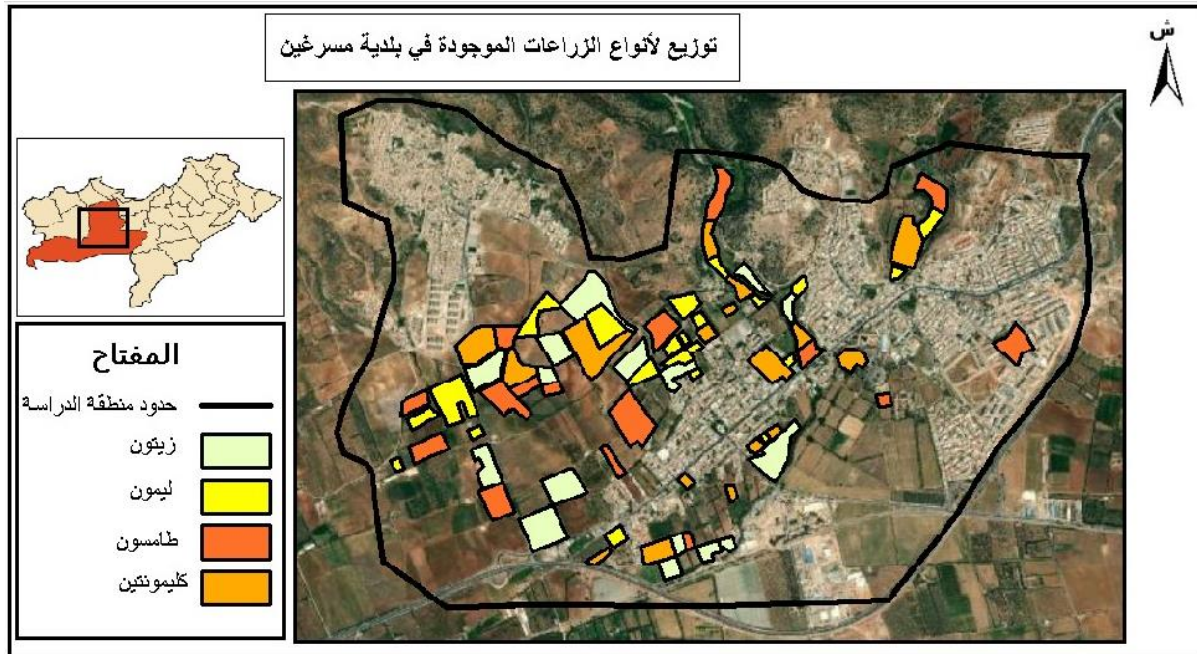 توزيع لأنواع الزراعات الموجودة في بلدية مسرغين
ش
المفتاح
حدود منطقة الدراسة
زيتون
ليمون
طامسون
كليمونتين